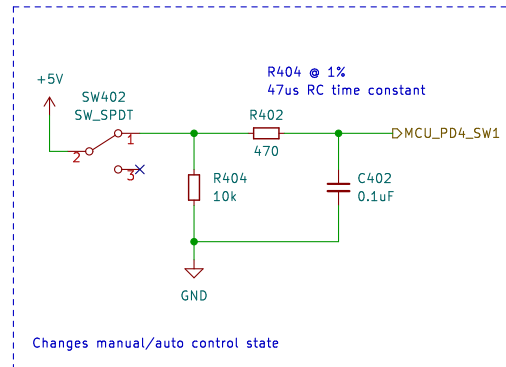 R404 @ 1%
47us RC time constant
+5V
SW402
SW_SPDT
R402
1
MCU_PD4_SW1
2
470
3
R404
10k
C402
0.1uF
GND
Changes manual/auto control state